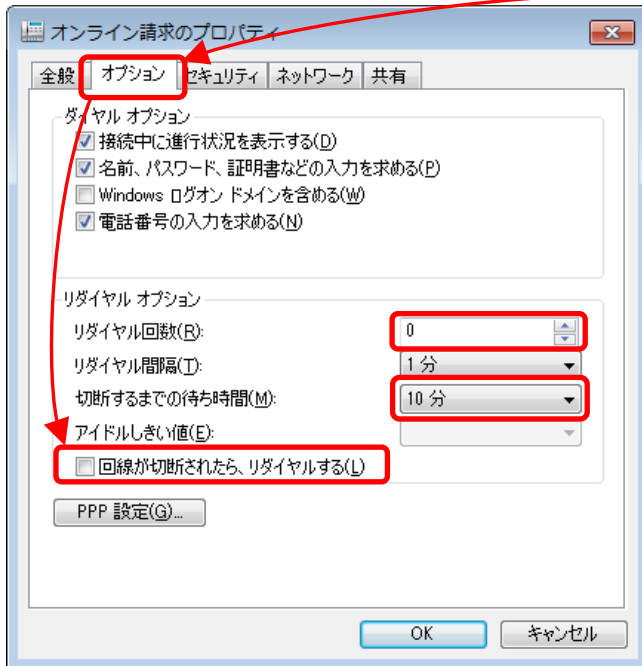 オンライン請求のプロパティ
全般 オプション セキュリティ ネットワーク 共有
ダイヤル オプション
接続中に進行状況を表示する(D)
名前、パスワード、証明書などの入力を求める(P)
Windows ログオン ドメインを含める(W)
電話番号の入力を求める(N)
リダイヤル オプション
リダイヤル回数(R): 0
リダイヤル間隔(T): 1 分
切断するまでの待ち時間(M): 10 分
アイドルしきい値(E):
回線が切断されたら、リダイヤルする(L)
PPP 設定(G)...
OK キャンセル